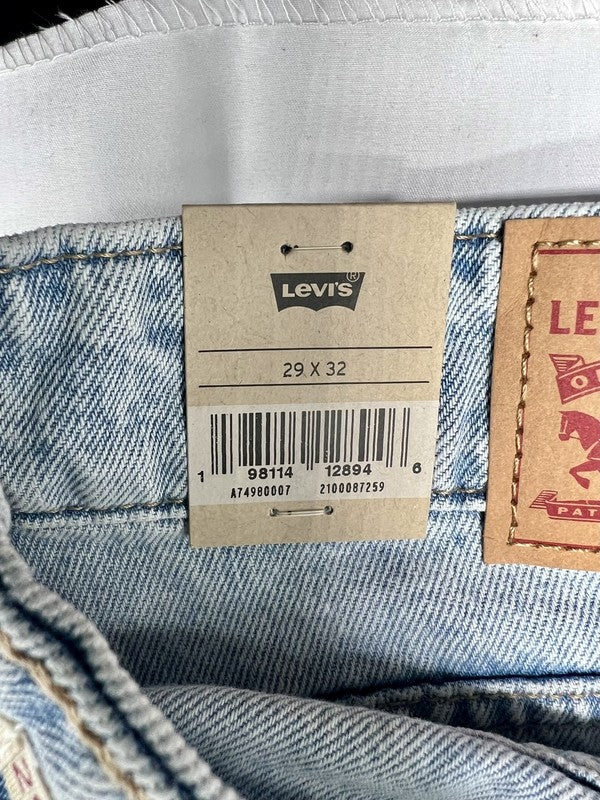 LEVI'S®
29 X 32
1 98114 12894 6
A74980007 2100087259
LE
PAT